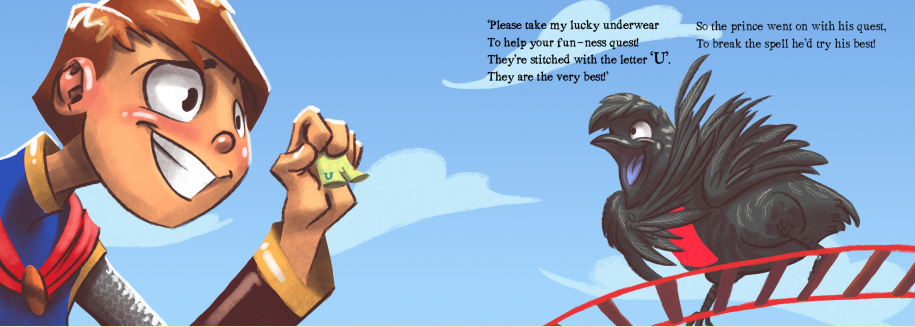 ‘Please take my lucky underwear
To help your fun-ness quest!
They’re stitched with the letter ‘U’.
They are the very best!’
So the prince went on with his quest,
To break the spell he’d try his best!
U